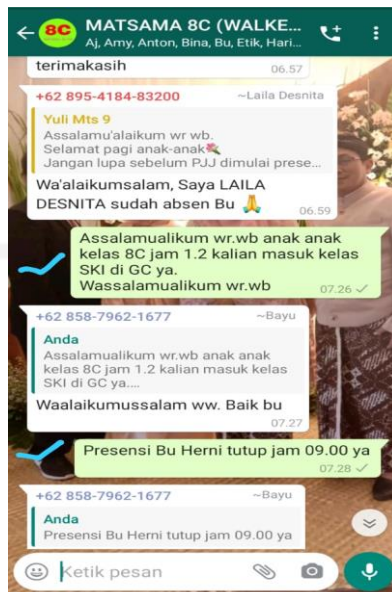 8C
MATSAMA 8C (WALKE...
Aj, Amy, Anton, Bina, Bu, Etik, Hari...
terimakasih
06.57
+62 895-4184-83200 ~Laila Desnita
Yuli Mts 9
Assalamu'alaikum wr wb.
Selamat pagi anak-anak
Jangan lupa sebelum PJJ dimulai prese...
Wa'alaikumsalam, Saya LAILA
DESNITA sudah absen Bu 🙏
06.59
Assalamualikum wr.wb anak anak
kelas 8C jam 1.2 kalian masuk kelas
SKI di GC ya.
Wassalamualikum wr.wb
07.26
+62 858-7962-1677 ~Bayu
Anda
Assalamualikum wr.wb anak anak
kelas 8C jam 1.2 kalian masuk kelas
SKI di GC ya....
Waalaikumussalam ww. Baik bu
07.27
Presensi Bu Herni tutup jam 09.00 ya
07.28
+62 858-7962-1677 ~Bayu
Anda
Presensi Bu Herni tutup jam 09.00 ya
Ketik pesan